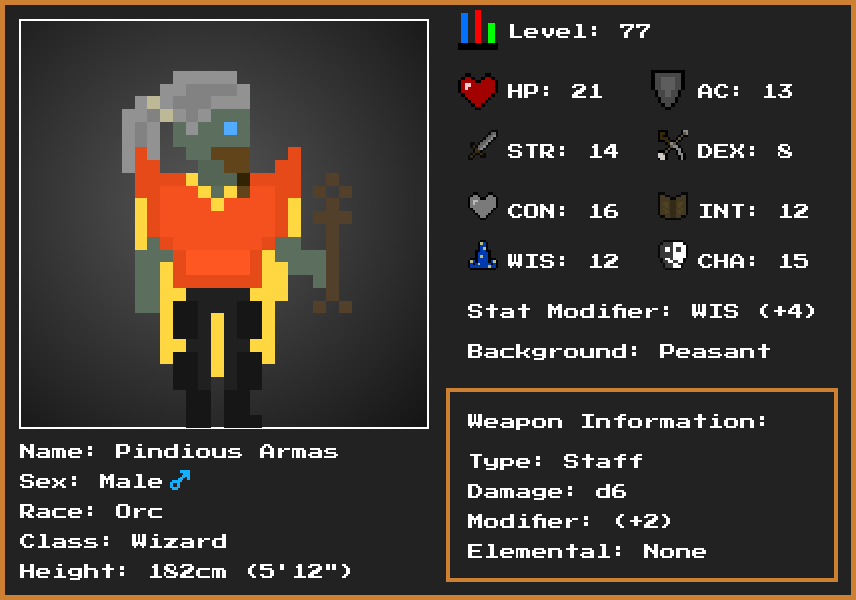 Level: 77
HP: 21
AC: 13
STR: 14
DEX: 8
CON: 16
INT: 12
WIS: 12
CHA: 15
Stat Modifier: WIS (+4)
Background: Peasant
Weapon Information:
Type: Staff
Damage: d6
Modifier: (+2)
Elemental: None
Name: Pindious Armas
Sex: Male♂
Race: Orc
Class: Wizard
Height: 182cm (5'12")